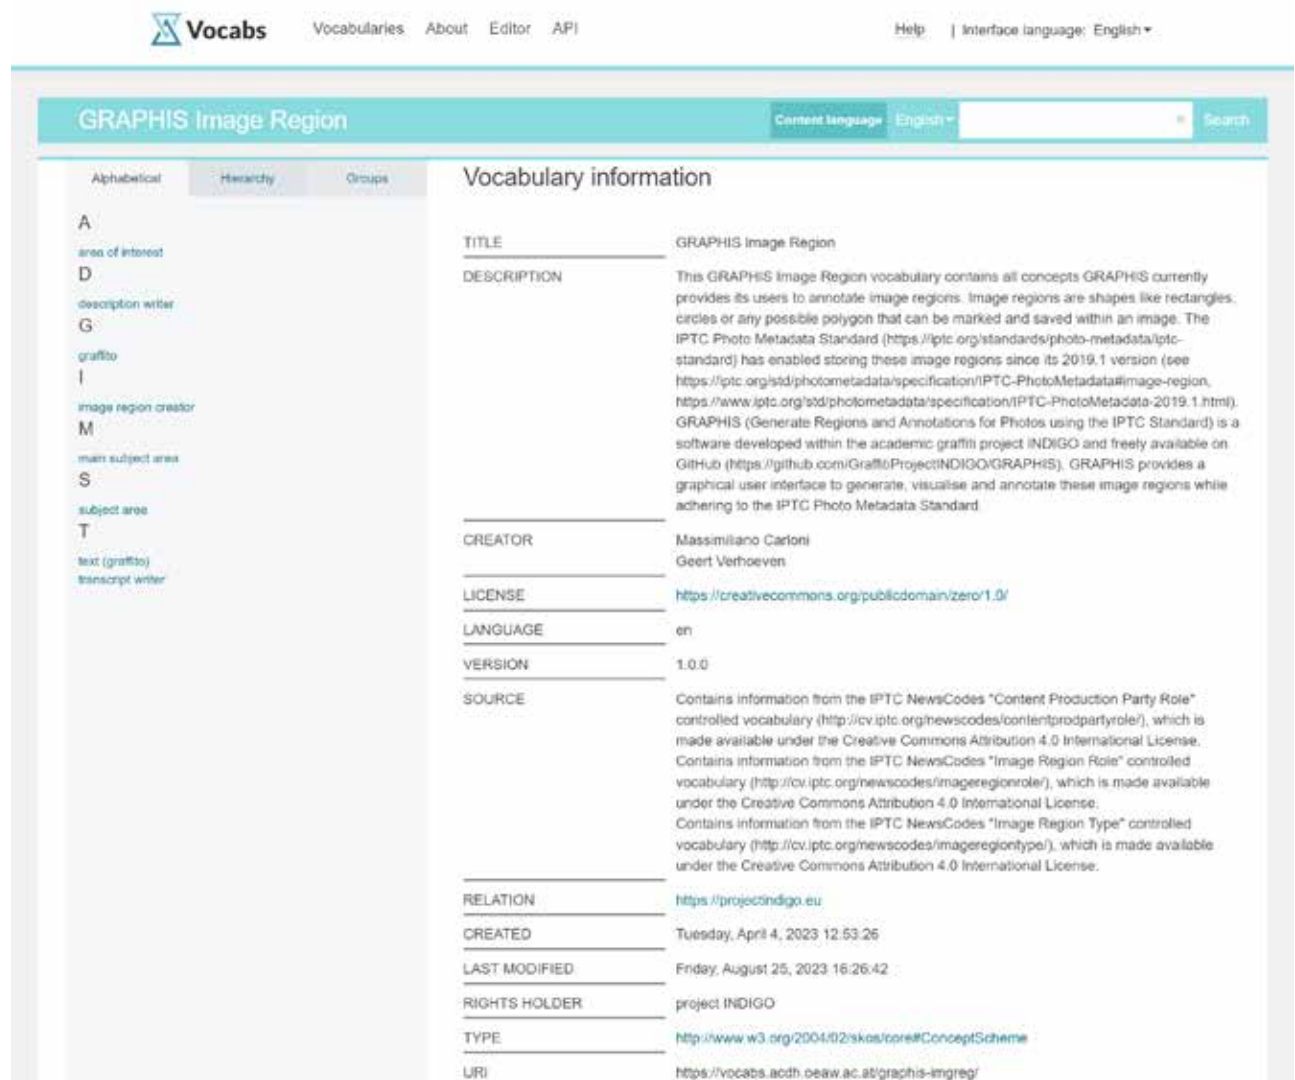 Vocabs Vocabularies About Editor API Help | Interface language: English
GRAPHIS Image Region Content language English Search
Alphabetical Hierarchy Groups
A
area of interest
D
description writer
G
graffito
I
image region creator
M
main subject area
S
subject area
T
text (graffito)
transcript writer
Vocabulary information
TITLE GRAPHIS Image Region
DESCRIPTION This GRAPHIS Image Region vocabulary contains all concepts GRAPHIS currently
provides its users to annotate image regions. Image regions are shapes like rectangles,
circles or any possible polygon that can be marked and saved within an image. The
IPTC Photo Metadata Standard (https://iptc.org/standards/photo-metadata/iptc-
standard) has enabled storing these image regions since its 2019.1 version (see
https://iptc.org/std/photometadata/specification/IPTC-PhotoMetadata#image-region,
https://www.iptc.org/std/photometadata/specification/IPTC-PhotoMetadata-2019.1.html).
GRAPHIS (Generate Regions and Annotations for Photos using the IPTC Standard) is a
software developed within the academic graffiti project INDIGO and freely available on
GitHub (https://github.com/GraffitiProjectINDIGO/GRAPHIS). GRAPHIS provides a
graphical user interface to generate, visualise and annotate these image regions while
adhering to the IPTC Photo Metadata Standard.
CREATOR Massimiliano Carloni
Geert Verhoeven
LICENSE https://creativecommons.org/publicdomain/zero/1.0/
LANGUAGE en
VERSION 1.0.0
SOURCE Contains information from the IPTC NewsCodes "Content Production Party Role"
controlled vocabulary (http://cv.iptc.org/newscodes/contentprodpartyrole/), which is
made available under the Creative Commons Attribution 4.0 International License.
Contains information from the IPTC NewsCodes "Image Region Role" controlled
vocabulary (http://cv.iptc.org/newscodes/imageregionrole/), which is made available
under the Creative Commons Attribution 4.0 International License.
Contains information from the IPTC NewsCodes "Image Region Type" controlled
vocabulary (http://cv.iptc.org/newscodes/imageregiontype/), which is made available
under the Creative Commons Attribution 4.0 International License.
RELATION https://projectindigo.eu
CREATED Tuesday, April 4, 2023 12:53:26
LAST MODIFIED Friday, August 25, 2023 16:26:42
RIGHTS HOLDER project INDIGO
TYPE http://www.w3.org/2004/02/skos/core#ConceptScheme
URI https://vocabs.acdh.oeaw.ac.at/graphis-imgreg/